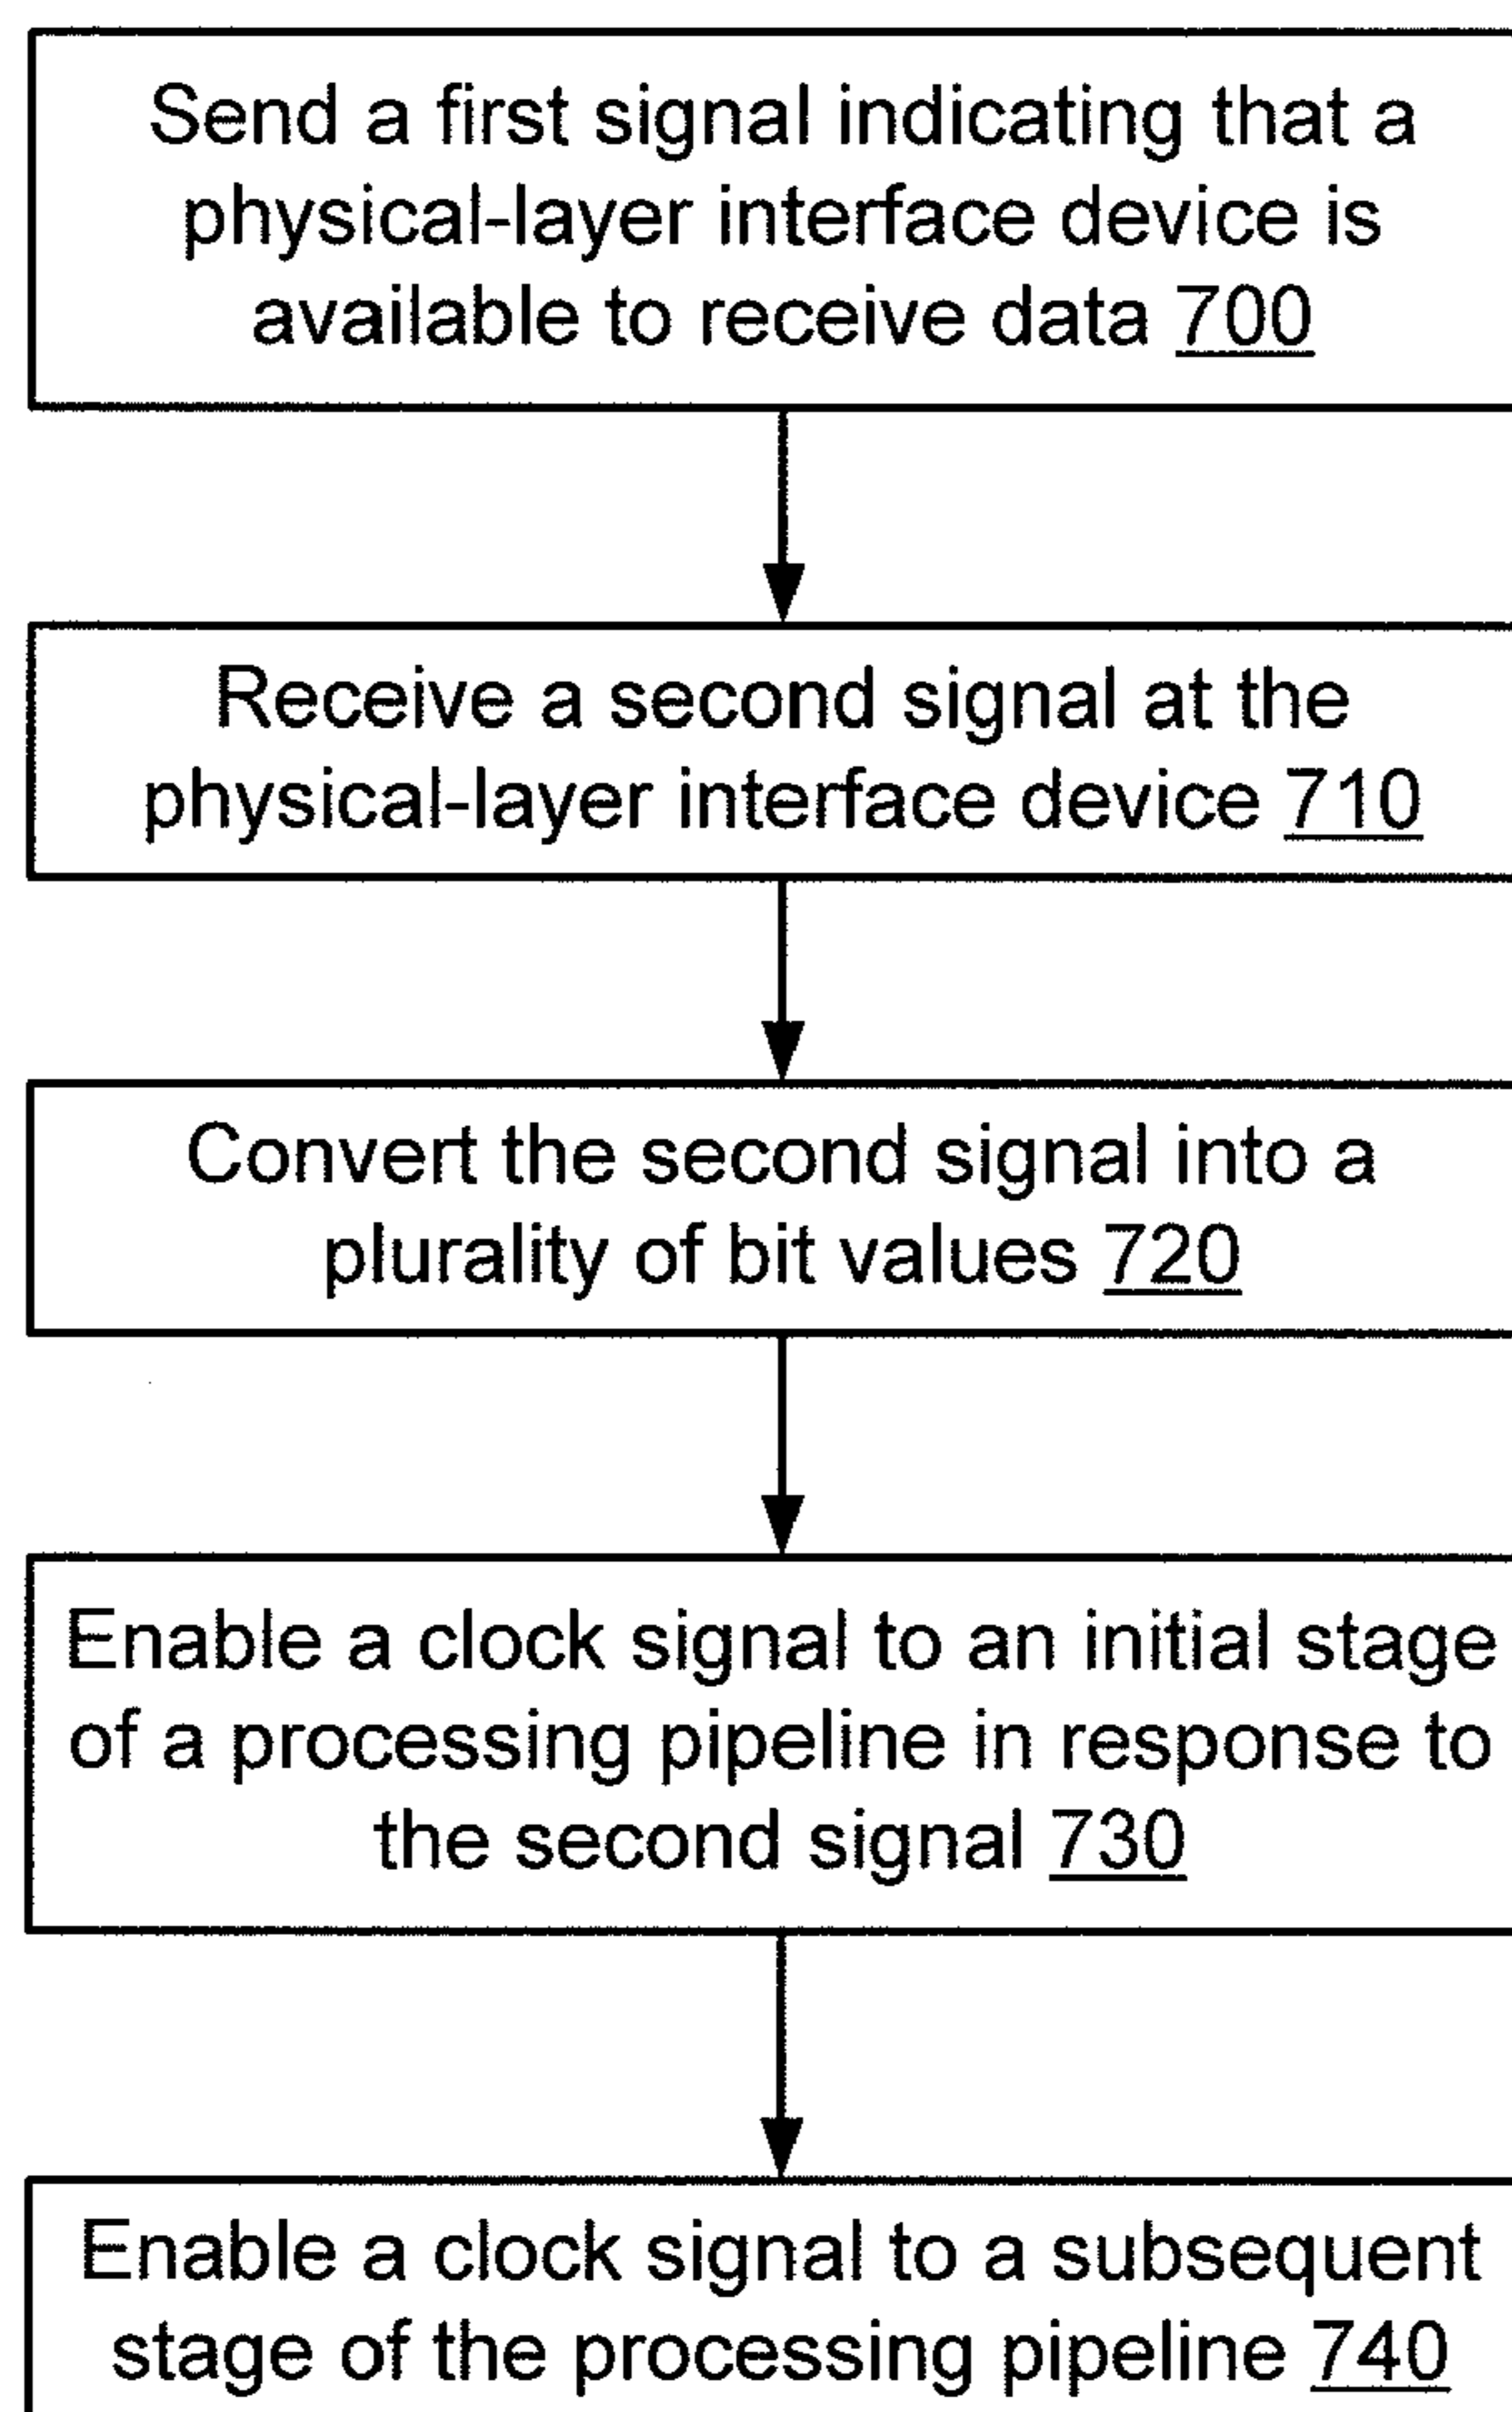 Send a first signal indicating that a
physical-layer interface device is
available to receive data 700
Receive a second signal at the
physical-layer interface device 710
Convert the second signal into a
plurality of bit values 720
Enable a clock signal to an initial stage
of a processing pipeline in response to
the second signal 730
Enable a clock signal to a subsequent
stage of the processing pipeline 740